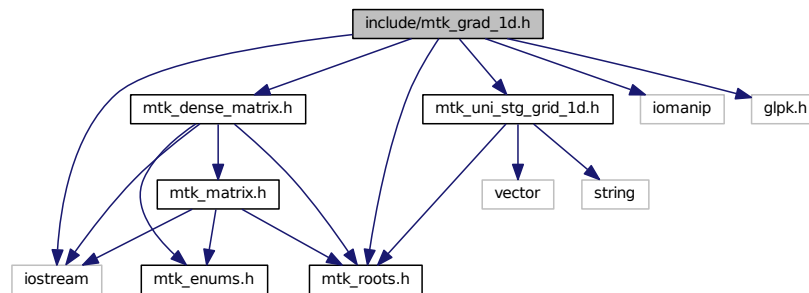 include/mtk_grad_1d.h
mtk_dense_matrix.h
mtk_uni_stg_grid_1d.h
iomanip
glpk.h
mtk_matrix.h
vector
string
iostream
mtk_enums.h
mtk_roots.h